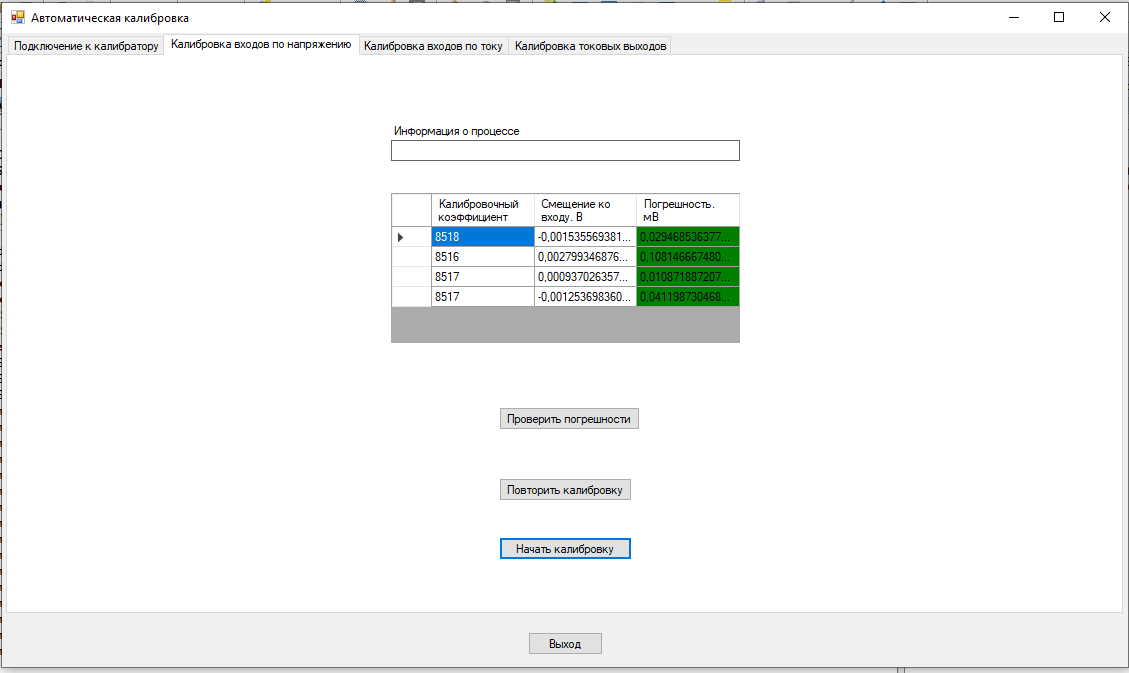 Автоматическая калибровка
Подключение к калибратору Калибровка входов по напряжению Калибровка входов по току Калибровка токовых выходов
Информация о процессе
Калибровочный коэффициент Смещение ко входу. В Погрешность. мВ
8518 -0,001535569381... 0,029468536377...
8516 0,002799346876... 0,108146667480...
8517 0,000937026357... 0,010871887207...
8517 -0,001253698360... 0,041198730468...
Проверить погрешности
Повторить калибровку
Начать калибровку
Выход